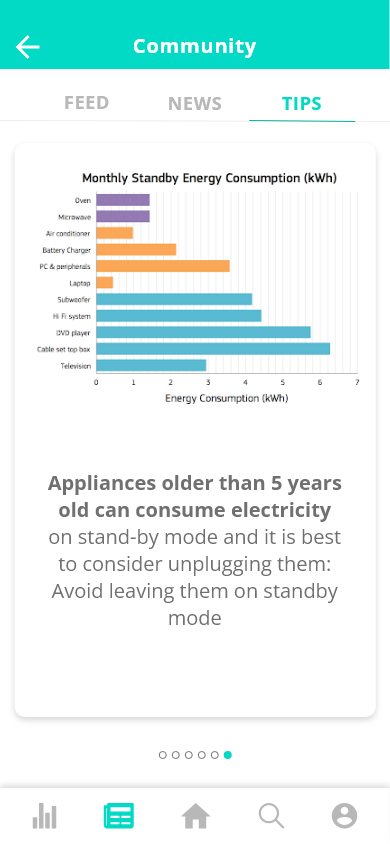 Community
FEED
NEWS
TIPS
Monthly Standby Energy Consumption (kWh)
Oven
Microwave
Air conditioner
Battery Charger
PC & peripherals
Laptop
Subwoofer
Hi Fi system
DVD player
Cable set top box
Television
0 1 2 3 4 5 6 7
Energy Consumption (kWh)
Appliances older than 5 years
old can consume electricity
on stand-by mode and it is best
to consider unplugging them:
Avoid leaving them on standby
mode